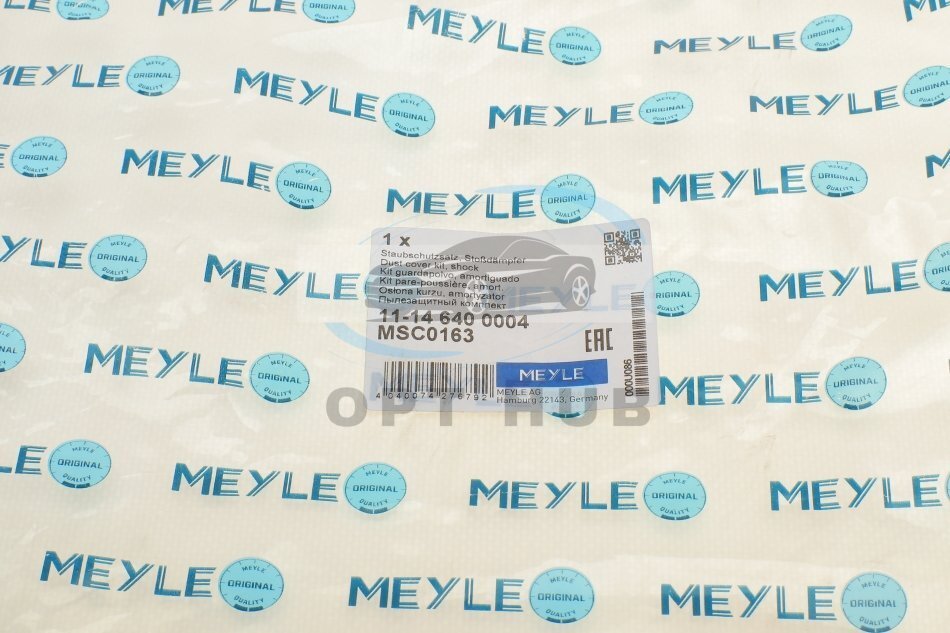 MEYLE ORIGINAL QUALITY
1 x
Staubschutzsatz, Stoßdämpfer
Dust cover kit, shock
Kit guardapolvo, amortiguado
Kit pare-poussière, amort.
Osłona kurzu, amortyzator
Пылезащитный комплект
11-14 640 0004
MSC0163
EAC
MEYLE
MEYLE AG
Hamburg 22143, Germany
4 040074 276792
000LU086
OPT HUB